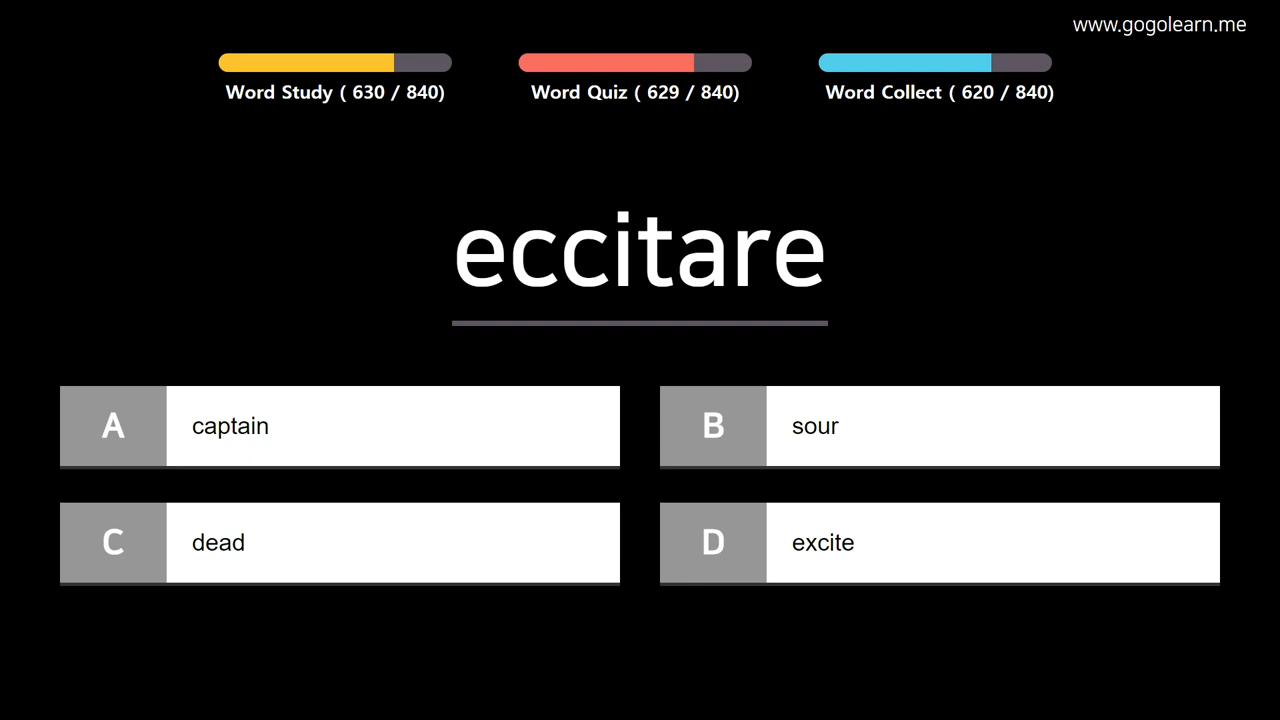 www.gogolearn.me
Word Study ( 630 / 840)
Word Quiz ( 629 / 840)
Word Collect ( 620 / 840)
eccitare
A captain
B sour
C dead
D excite